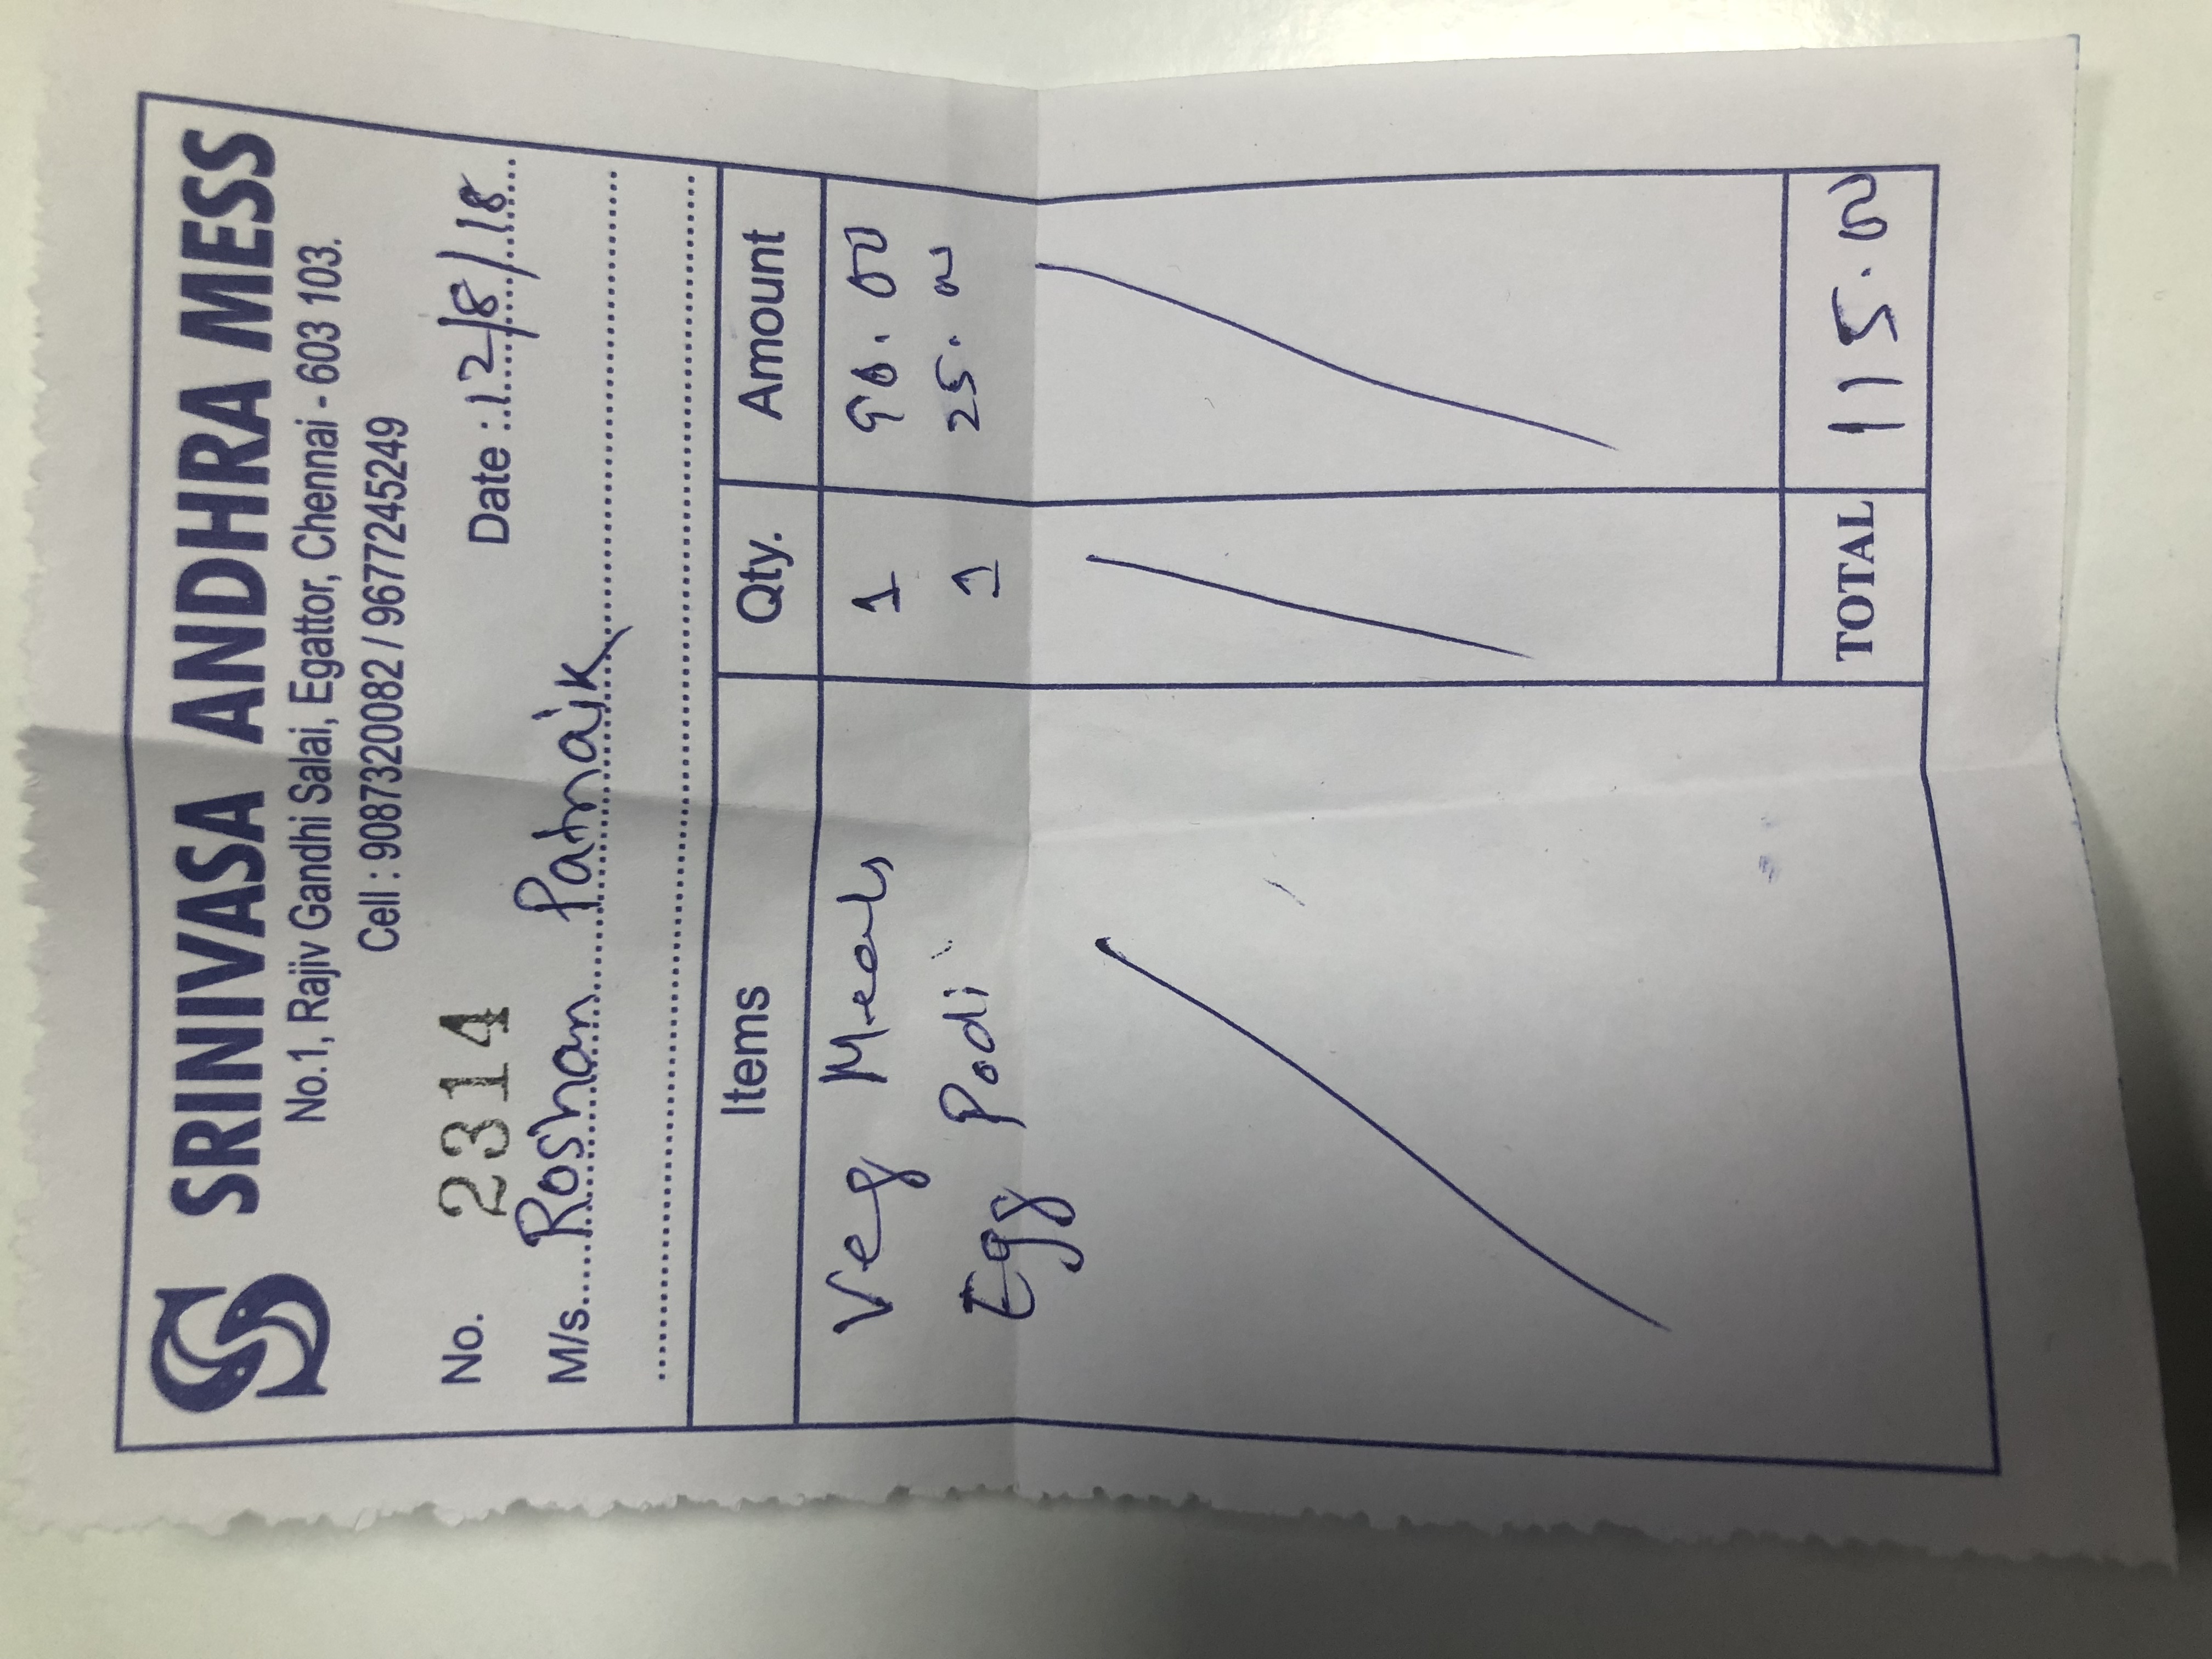 S SRINIVASA ANDHRA MESS
No.1, Rajiv Gandhi Salai, Egattor, Chennai - 603 103.
Cell : 9087320082 / 9677245249
No. 2314 Date : 12/8/18
M/s. Roshan Patnaik
Items Qty. Amount
Veg Meals 1 90.00
Egg Podi 1 25.00
TOTAL 115.00